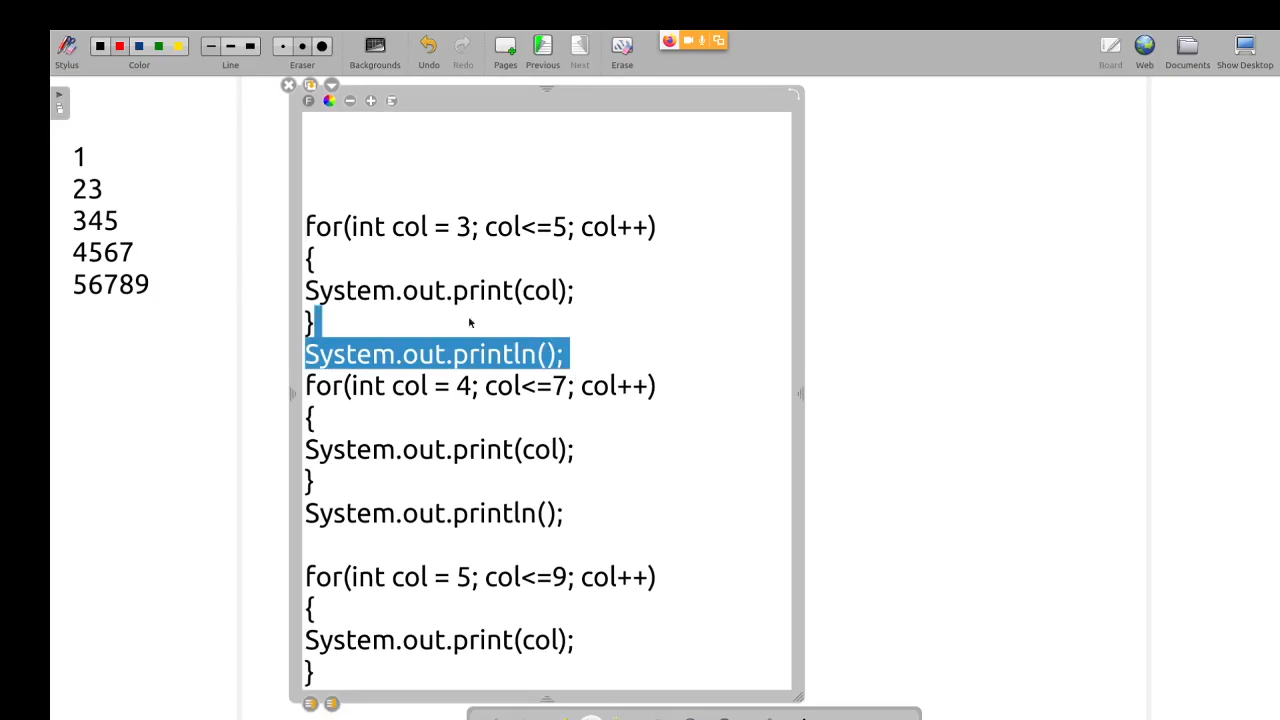 Stylus
Color
Line
Eraser
Backgrounds
Undo
Redo
Pages
Previous
Next
Erase
Board
Web
Documents
Show Desktop
F
1
23
345
4567
56789
for(int col = 3; col<=5; col++)
{
System.out.print(col);
}
System.out.println();
for(int col = 4; col<=7; col++)
{
System.out.print(col);
}
System.out.println();
for(int col = 5; col<=9; col++)
{
System.out.print(col);
}